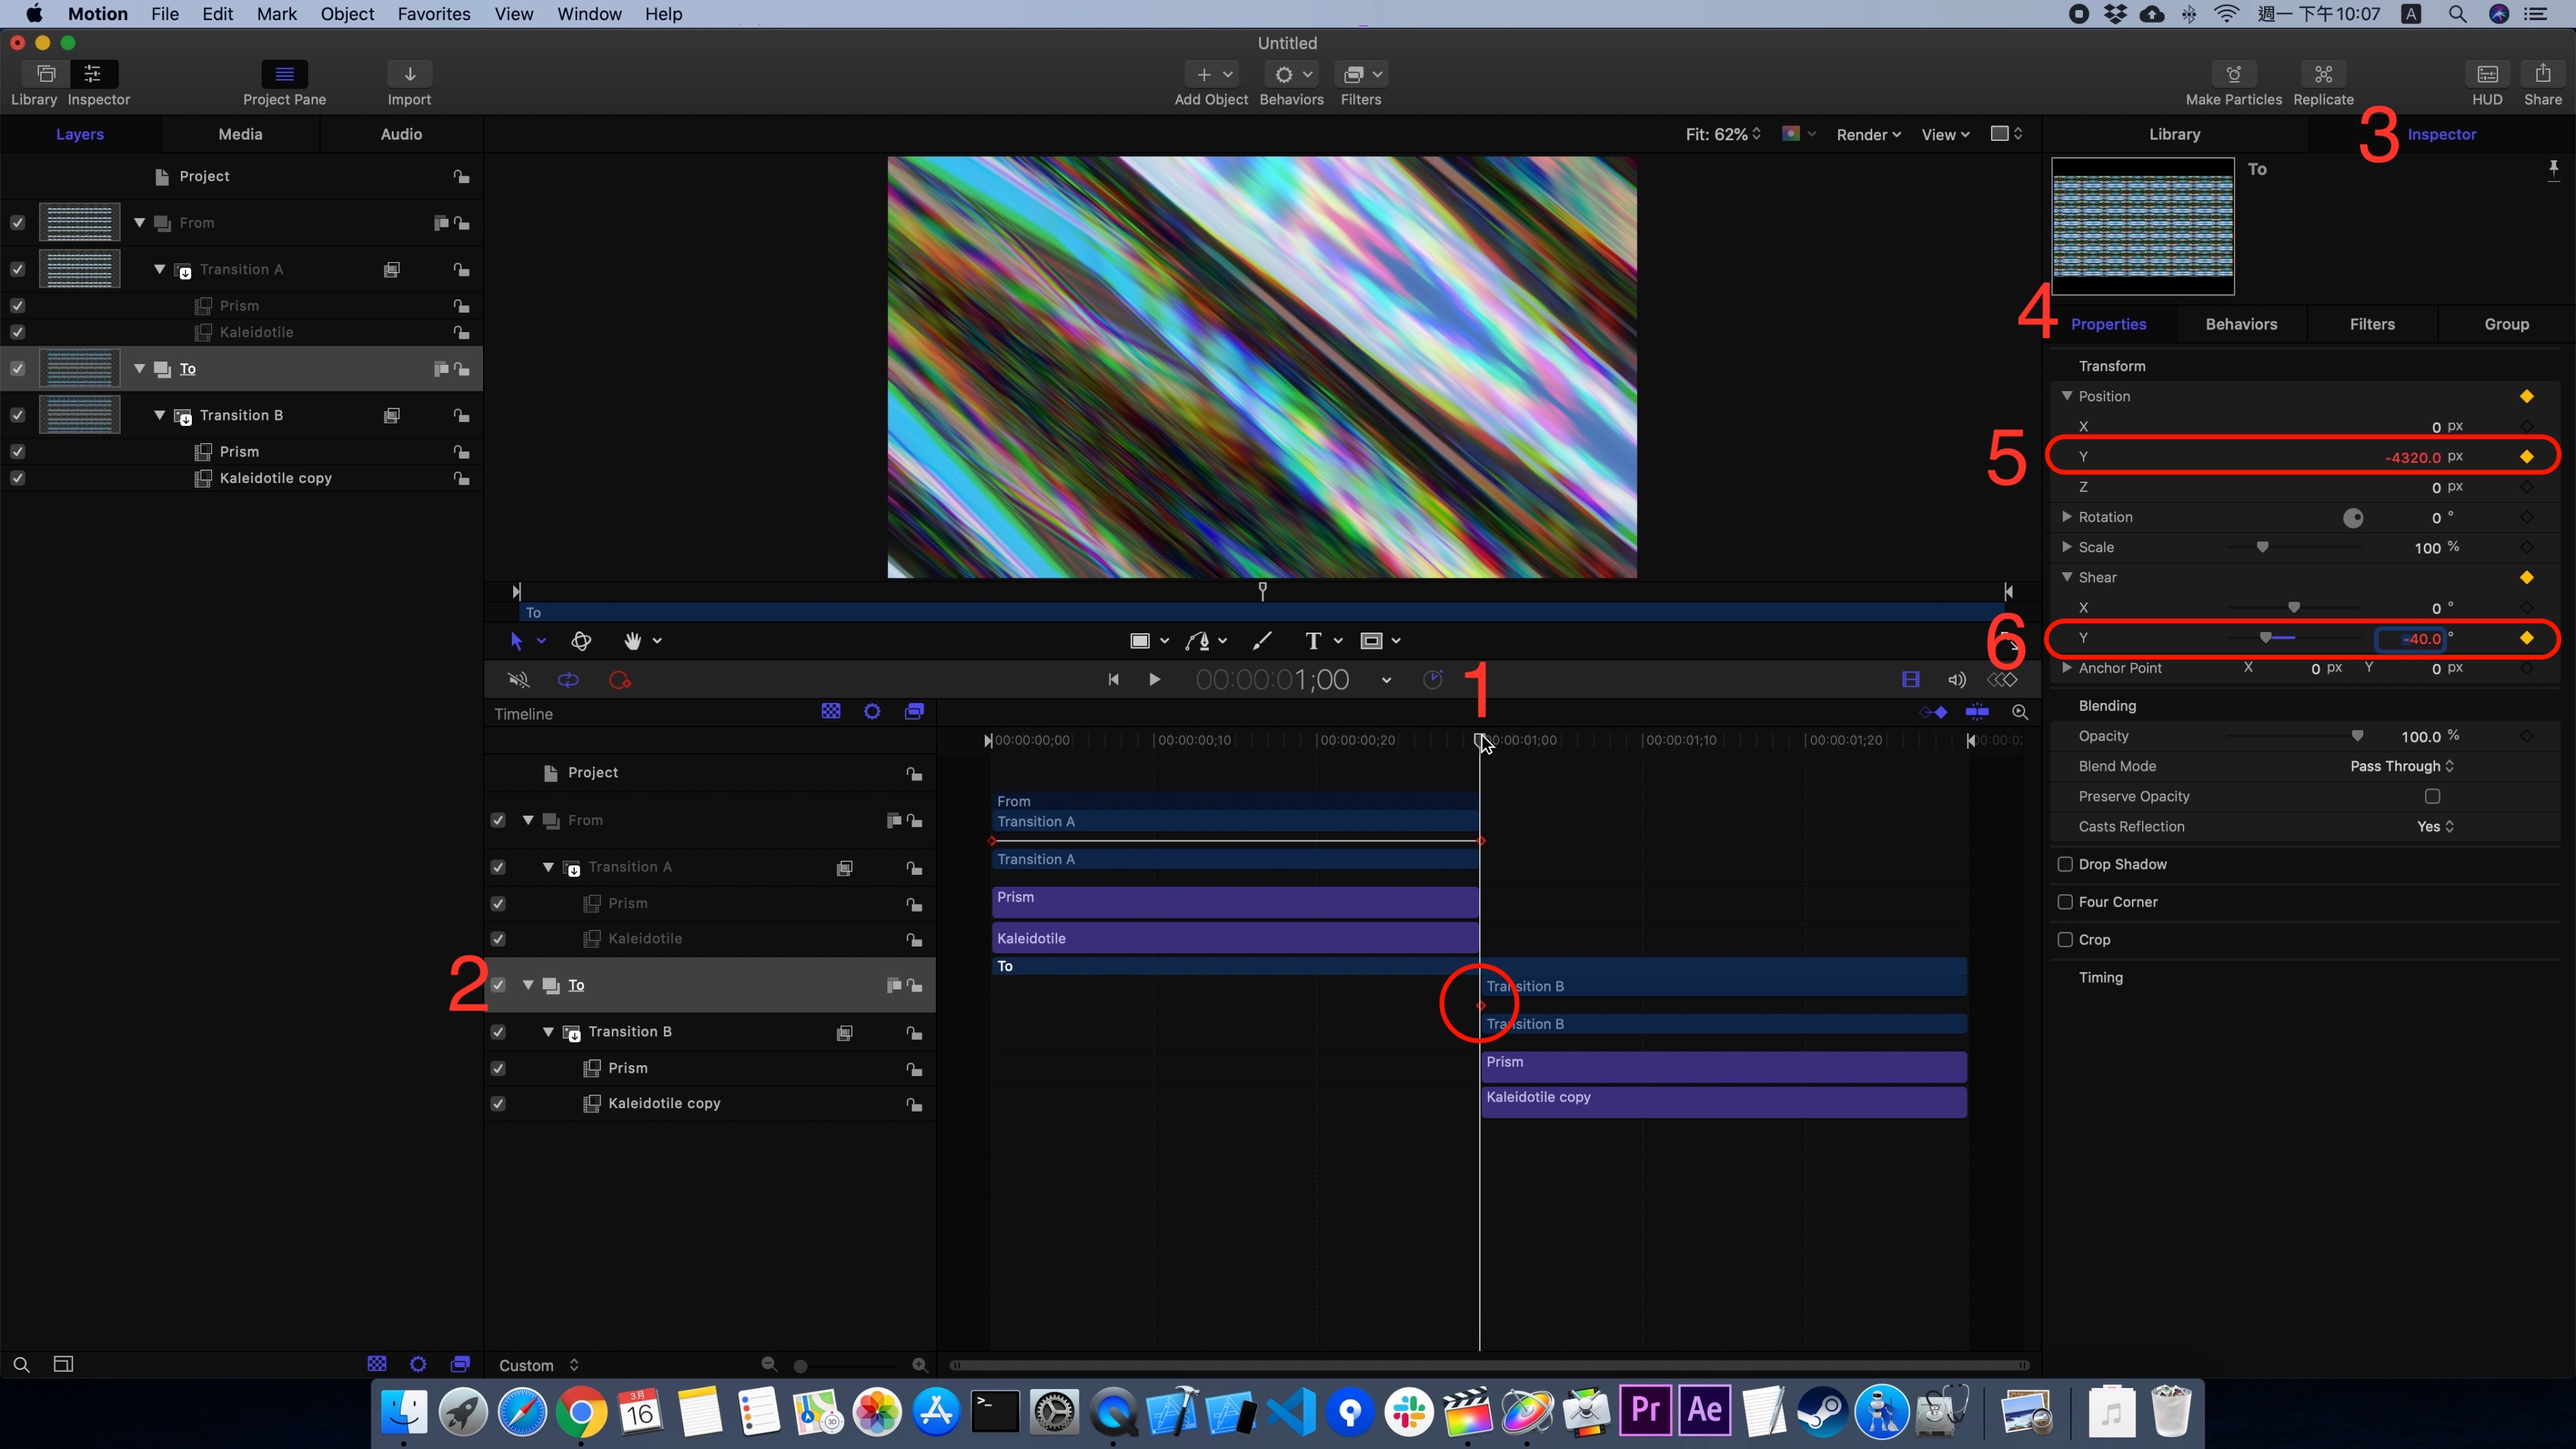 Motion File Edit Mark Object Favorites View Window Help
週一 下午10:07 A
Untitled
Library Inspector Project Pane Import Add Object Behaviors Filters Make Particles Replicate HUD Share
Layers Media Audio
Fit: 62% Render View
Library 3 Inspector
Project
From
Transition A
Prism
Kaleidotile
To
Transition B
Prism
Kaleidotile copy
To
4 Properties Behaviors Filters Group
Transform
Position
X 0 px
5 Y -4320.0 px
Z 0 px
Rotation 0 °
Scale 100 %
Shear
X 0 °
6 Y -40.0 °
Anchor Point X 0 px Y 0 px
Blending
Opacity 100.0 %
Blend Mode Pass Through
Preserve Opacity
Casts Reflection Yes
Drop Shadow
Four Corner
Crop
Timing
To
T
00:00:01;00
1
Timeline
00:00:00;00 00:00:00;10 00:00:00;20 00:00:01;00 00:00:01;10 00:00:01;20
Project
From
Transition A
Prism
Kaleidotile
2 To
Transition B
Prism
Kaleidotile copy
From
Transition A
Transition A
Prism
Kaleidotile
To
Transition B
Transition B
Prism
Kaleidotile copy
Custom
3月
16
3D
Pr
Ae